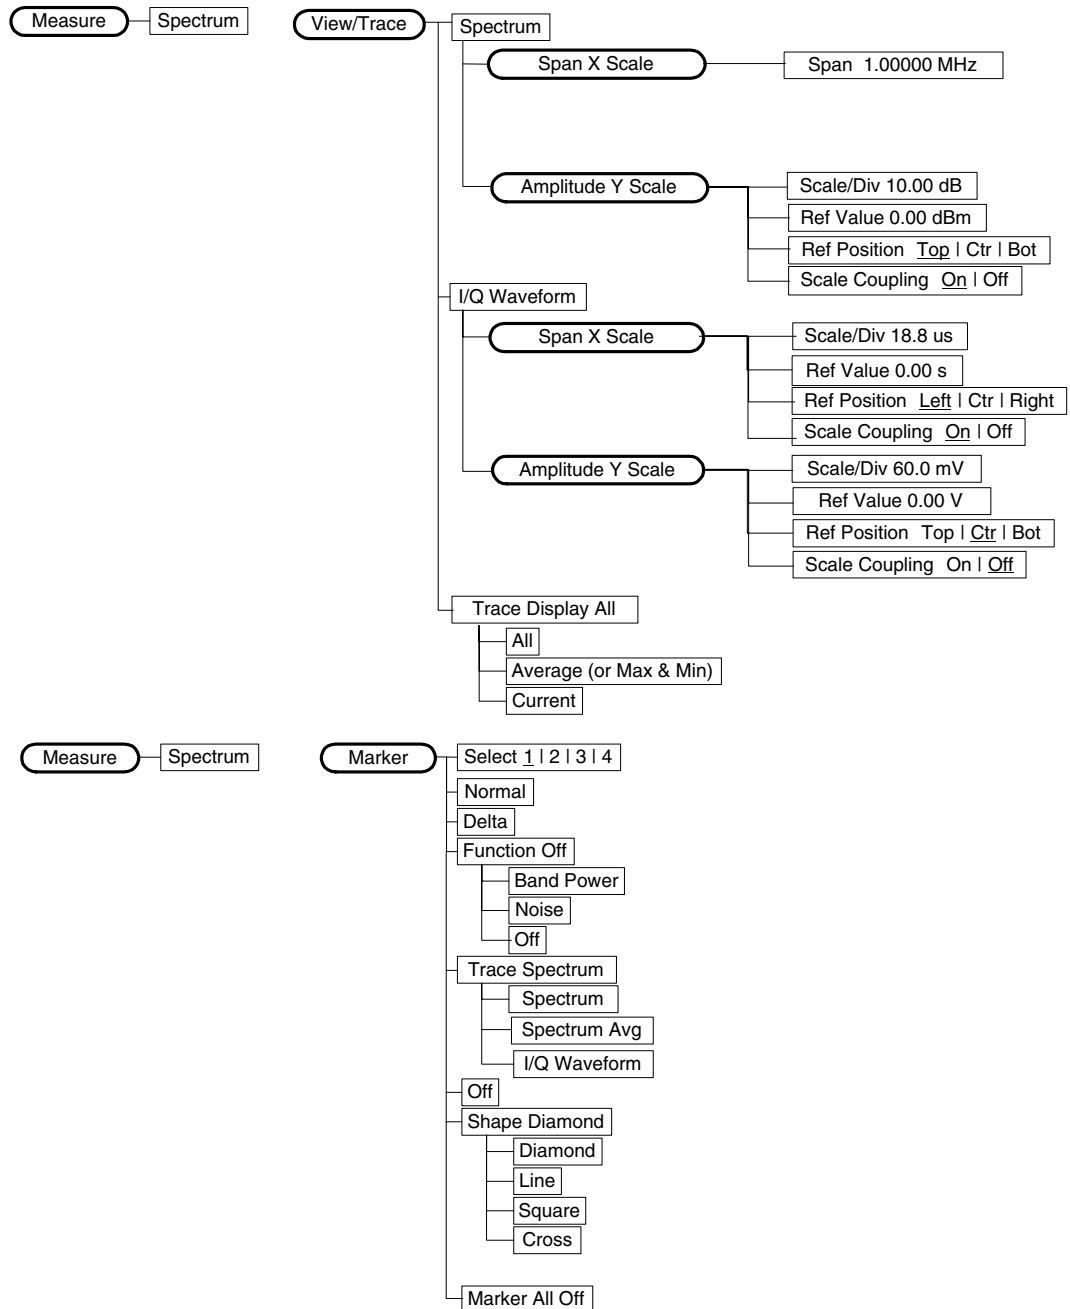 Measure
Spectrum
View/Trace
Spectrum
Span X Scale
Span 1.00000 MHz
Amplitude Y Scale
Scale/Div 10.00 dB
Ref Value 0.00 dBm
Ref Position Top | Ctr | Bot
Scale Coupling On | Off
I/Q Waveform
Span X Scale
Scale/Div 18.8 us
Ref Value 0.00 s
Ref Position Left | Ctr | Right
Scale Coupling On | Off
Amplitude Y Scale
Scale/Div 60.0 mV
Ref Value 0.00 V
Ref Position Top | Ctr | Bot
Scale Coupling On | Off
Trace Display All
All
Average (or Max & Min)
Current
Measure
Spectrum
Marker
Select 1 | 2 | 3 | 4
Normal
Delta
Function Off
Band Power
Noise
Off
Trace Spectrum
Spectrum
Spectrum Avg
I/Q Waveform
Off
Shape Diamond
Diamond
Line
Square
Cross
Marker All Off